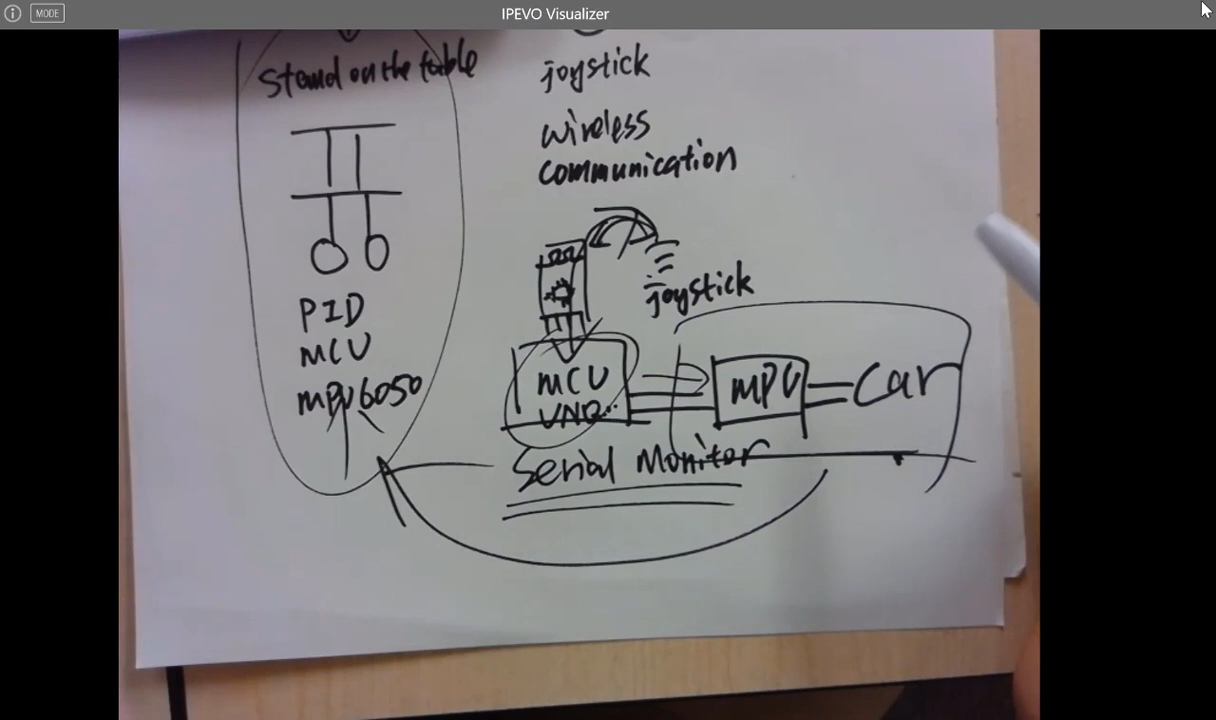 MODE
IPEVO Visualizer
Stand on the table
PID
MCU
MPU6050
joystick
wireless
communication
joystick
MCU
UNO..
MPU
Car
Serial Monitor